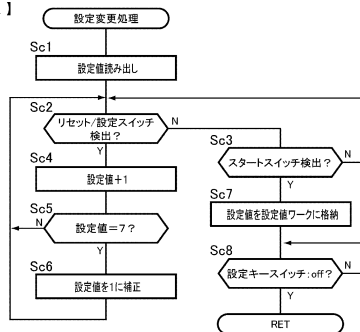 】
設定変更処理
Sc1
設定値読み出し
Sc2
リセット/設定スイッチ
検出？
N
Y
Sc3
スタートスイッチ検出？
N
Y
Sc4
設定値＋1
Sc5
設定値＝7？
N
Y
Sc6
設定値を1に補正
Sc7
設定値を設定値ワークに格納
Sc8
設定キースイッチ：off？
N
Y
RET